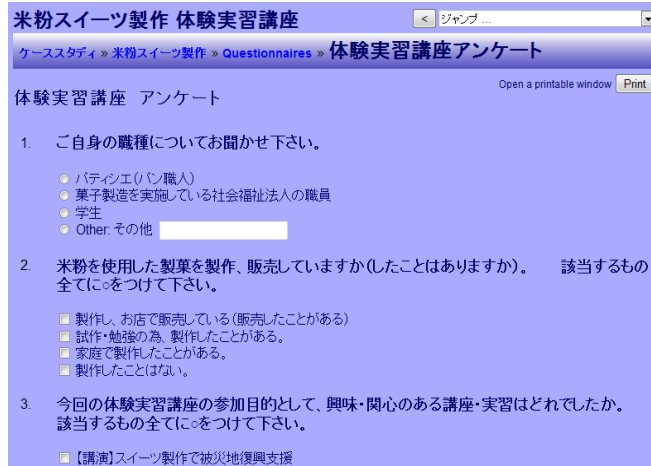 米粉スイーツ製作 体験実習講座
< ジャンプ ...
ケーススタディ » 米粉スイーツ製作 » Questionnaires » 体験実習講座アンケート
Open a printable window Print
体験実習講座 アンケート
1. ご自身の職種についてお聞かせ下さい。
パティシエ(パン職人)
菓子製造を実施している社会福祉法人の職員
学生
Other: その他
2. 米粉を使用した製菓を製作、販売していますか(したことはありますか)。 該当するもの
全てに○をつけて下さい。
製作し、お店で販売している(販売したことがある)
試作・勉強の為、製作したことがある。
家庭で製作したことがある。
製作したことはない。
3. 今回の体験実習講座の参加目的として、興味・関心のある講座・実習はどれでしたか。
該当するもの全てに○をつけて下さい。
【講演】スイーツ製作で被災地復興支援